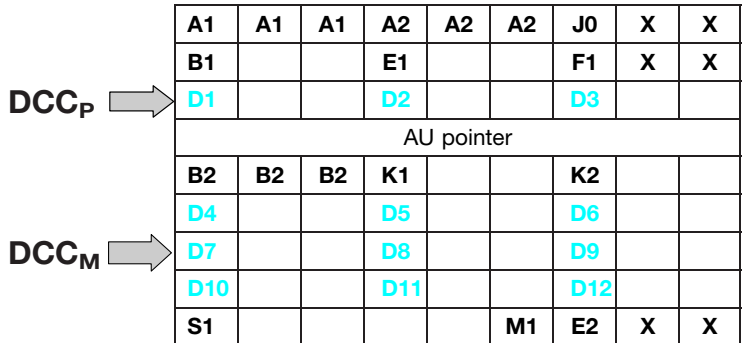 A1 A1 A1 A2 A2 A2 J0 X X
B1 E1 F1 X X
DCCP D1 D2 D3
AU pointer
B2 B2 B2 K1 K2
D4 D5 D6
DCCM D7 D8 D9
D10 D11 D12
S1 M1 E2 X X